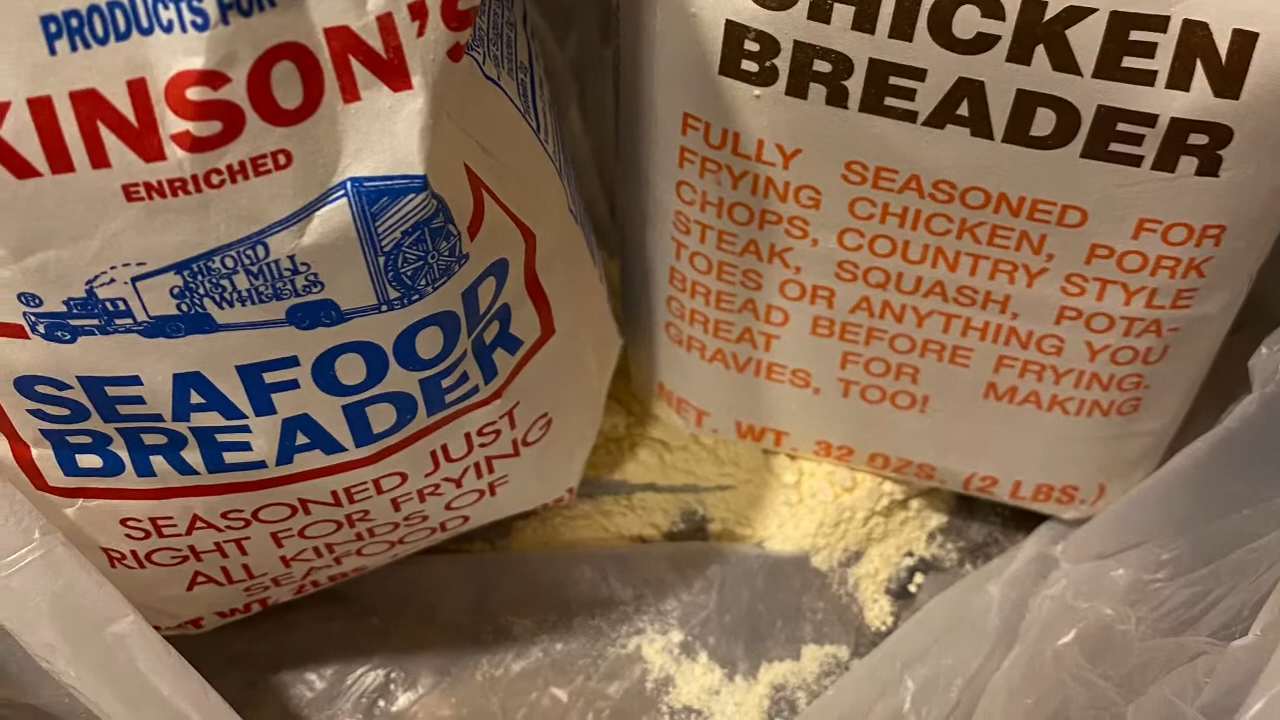 PRODUCTS FOR
KINSON'S
ENRICHED
THE OLD
GRIST MILL
ON WHEELS
®
SEAFOOD
BREADER
SEASONED JUST
RIGHT FOR FRYING
ALL KINDS OF
SEAFOOD
WT. 2LBS.
CHICKEN
BREADER
FULLY SEASONED FOR
FRYING CHICKEN, PORK
CHOPS, COUNTRY STYLE
STEAK, SQUASH, POTA-
TOES OR ANYTHING YOU
BREAD BEFORE FRYING.
GREAT FOR MAKING
GRAVIES, TOO!
NET. WT. 32 OZS. (2 LBS.)